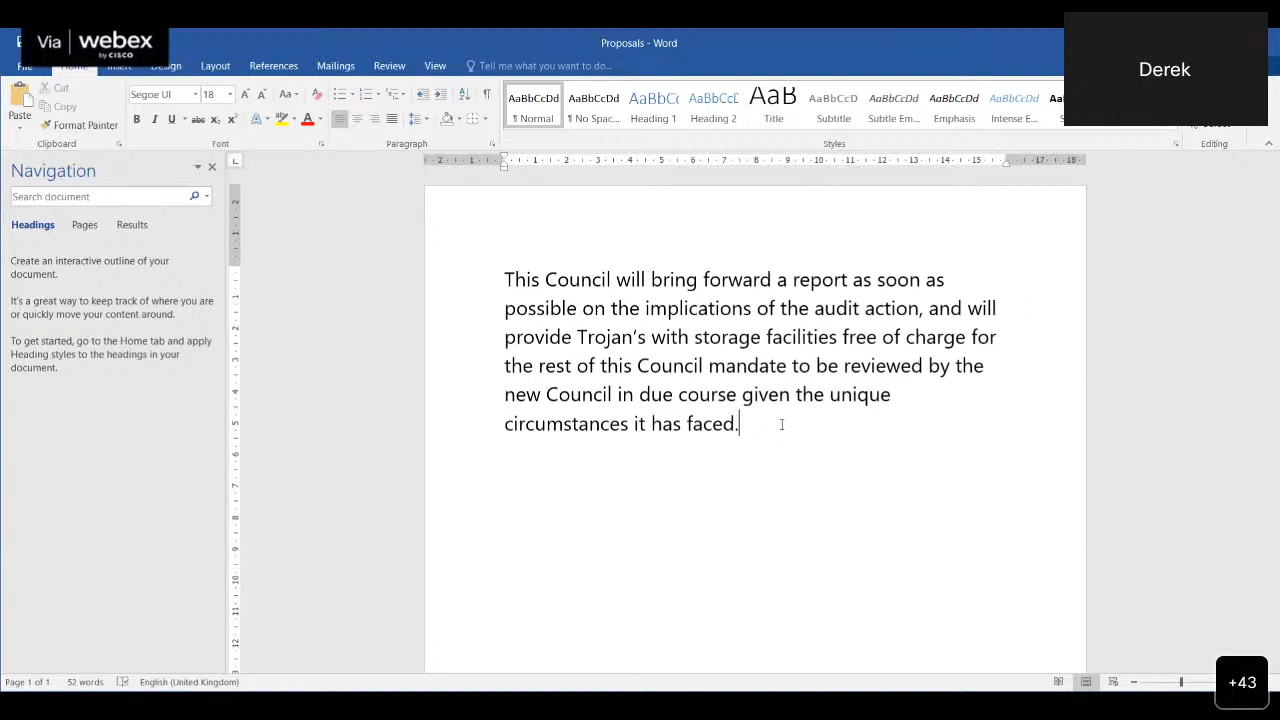 Via webex
by CISCO
Proposals - Word
Derek
File Home Insert Design Layout References Mailings Review View Tell me what you want to do...
Paste
Cut
Copy
Format Painter
Clipboard
Segoe UI 18
Font
Paragraph
AaBbCcDd AaBbCcDd AaBbCc AaBbCcD AaB AaBbCcD AaBbCcDd AaBbCcDd AaBbCcDd
¶ Normal ¶ No Spac... Heading 1 Heading 2 Title Subtitle Subtle Em... Emphasis Intense E...
Styles
Editing
Navigation
Search document
Headings Pages Results
Create an interactive outline of your
document.
It's a great way to keep track of where you are
or quickly move your content around.
To get started, go to the Home tab and apply
Heading styles to the headings in your
document.
This Council will bring forward a report as soon as
possible on the implications of the audit action, and will
provide Trojan’s with storage facilities free of charge for
the rest of this Council mandate to be reviewed by the
new Council in due course given the unique
circumstances it has faced.
Page 1 of 1 52 words English (United Kingdom)
+43